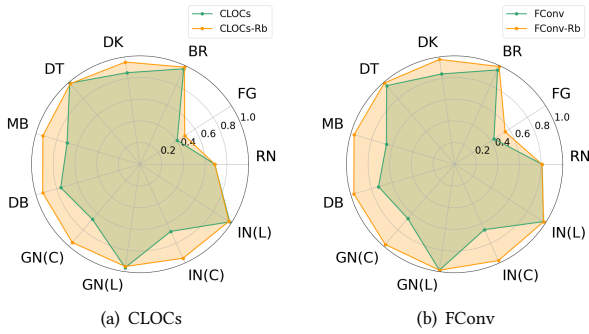 CLOCs
CLOCs-Rb
DK
BR
DT
FG
MB
1.0
0.8
0.6
0.4
0.2
RN
DB
IN(L)
GN(C)
IN(C)
GN(L)
(a) CLOCs
FConv
FConv-Rb
DK
BR
DT
FG
MB
1.0
0.8
0.6
0.4
0.2
RN
DB
IN(L)
GN(C)
IN(C)
GN(L)
(b) FConv